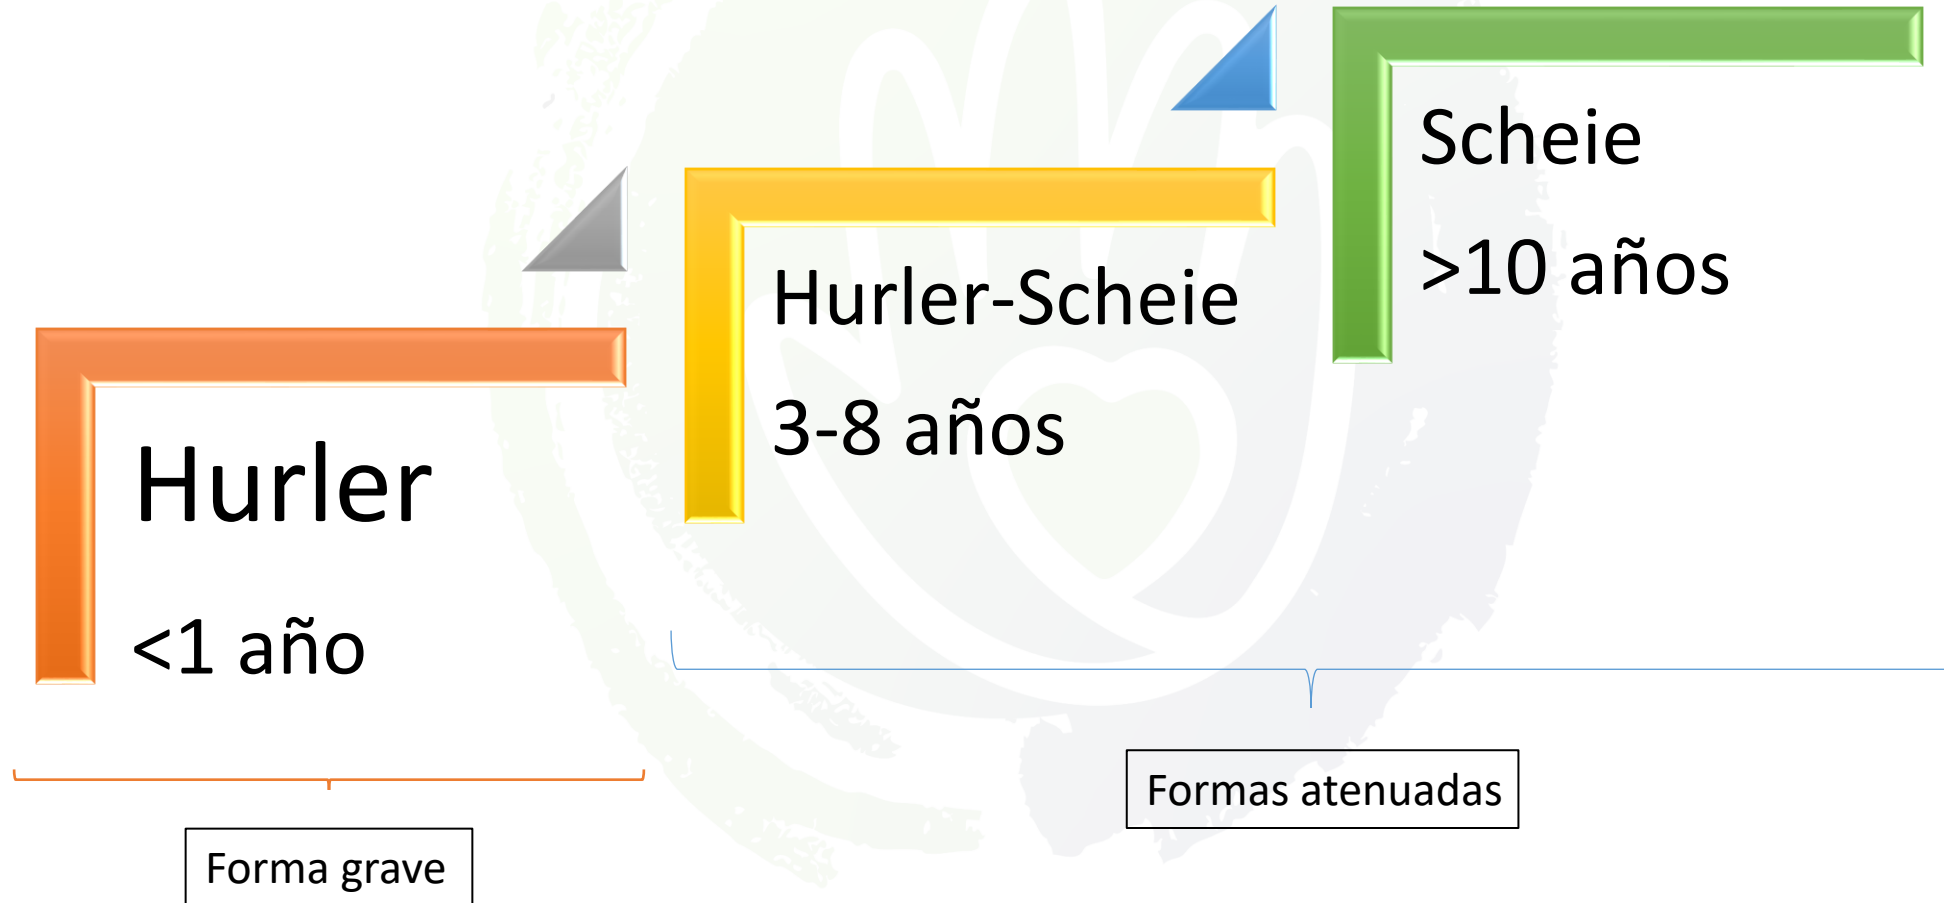 Hurler
<1 año
Forma grave
Hurler-Scheie
3-8 años
Scheie
>10 años
Formas atenuadas